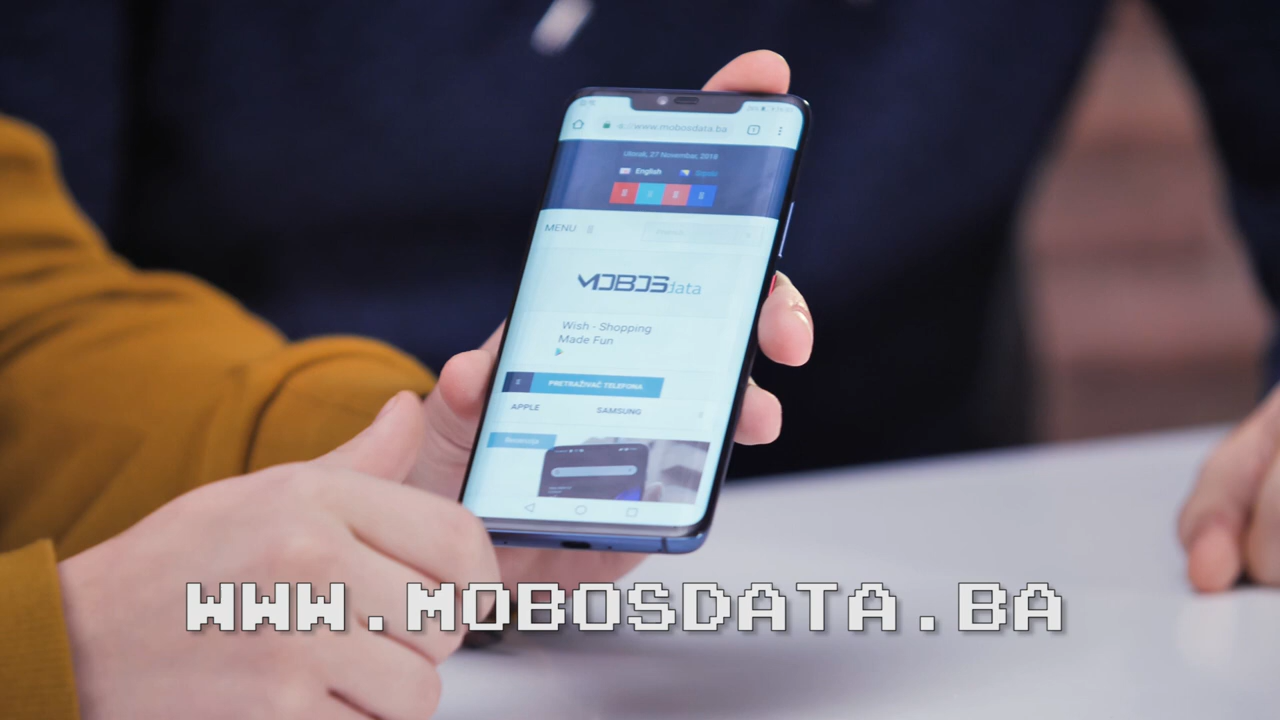 www.mobosdata.ba
Utorak, 27 Novembar, 2018
English
MENU
MOBOSdata
Wish - Shopping
Made Fun
PRETRAŽIVAČ TELEFONA
APPLE SAMSUNG
WWW.MOBOSDATA.BA